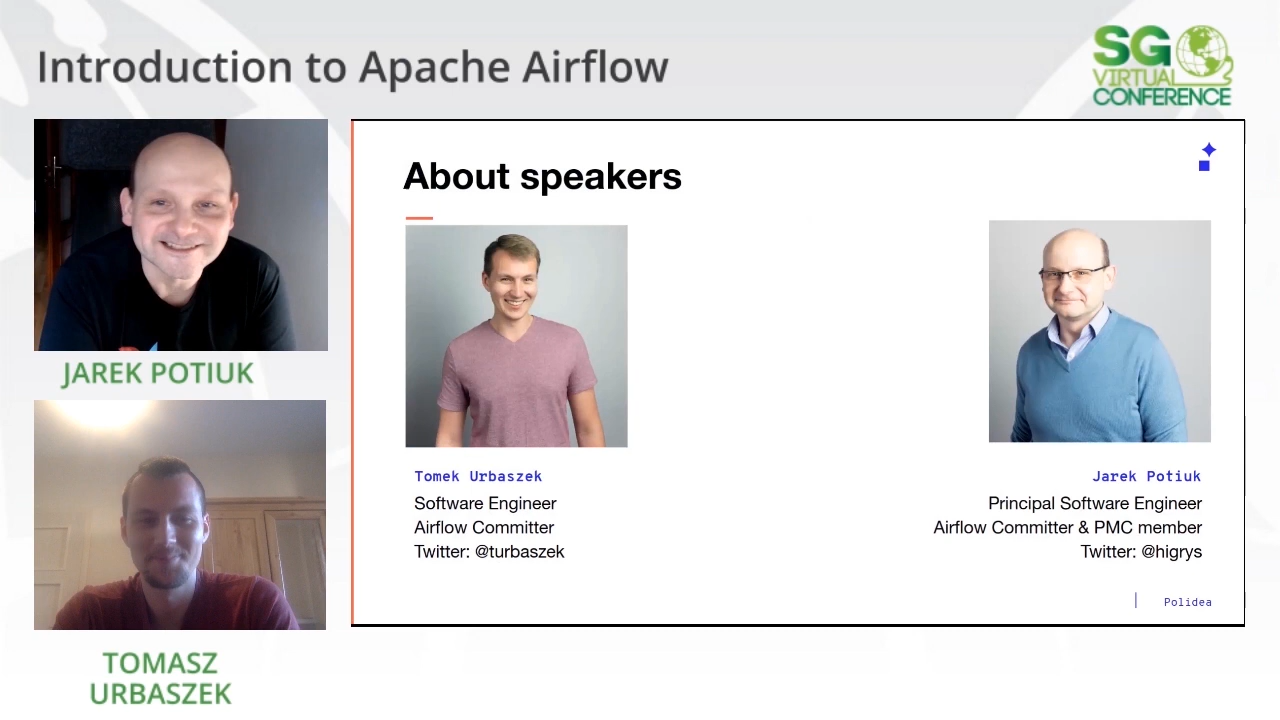 Introduction to Apache Airflow
SG
VIRTUAL
CONFERENCE
JAREK POTIUK
TOMASZ
URBASZEK
About speakers
Tomek Urbaszek
Software Engineer
Airflow Committer
Twitter: @turbaszek
Jarek Potiuk
Principal Software Engineer
Airflow Committer & PMC member
Twitter: @higrys
Polidea